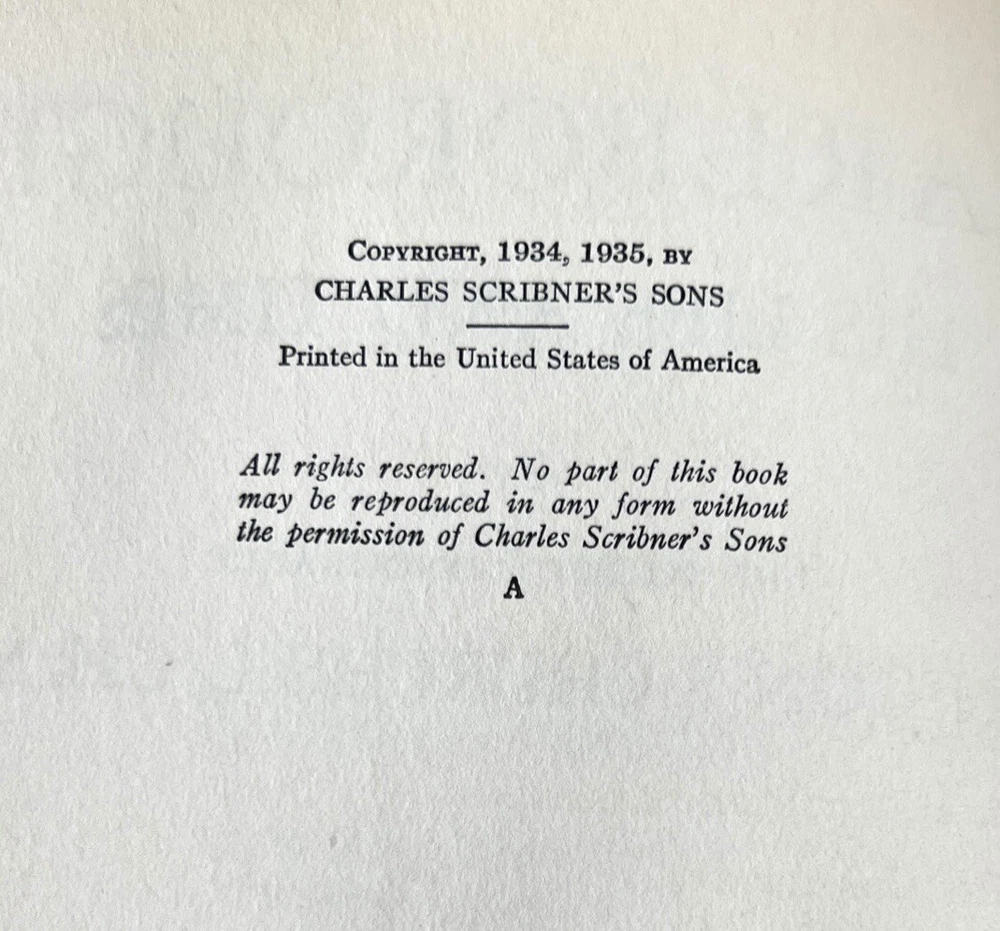 COPYRIGHT, 1934, 1935, BY
CHARLES SCRIBNER'S SONS
Printed in the United States of America
All rights reserved. No part of this book
may be reproduced in any form without
the permission of Charles Scribner's Sons
A